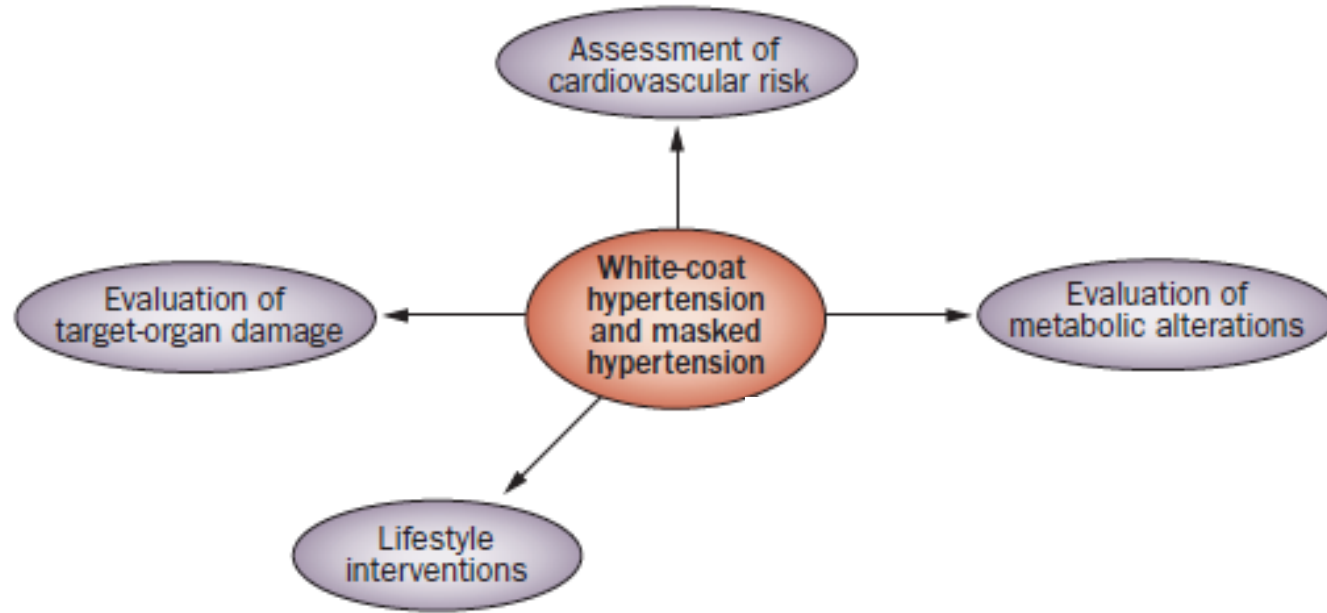 Assessment of
cardiovascular risk
White-coat
hypertension
and masked
hypertension
Evaluation of
target-organ damage
Evaluation of
metabolic alterations
Lifestyle
interventions